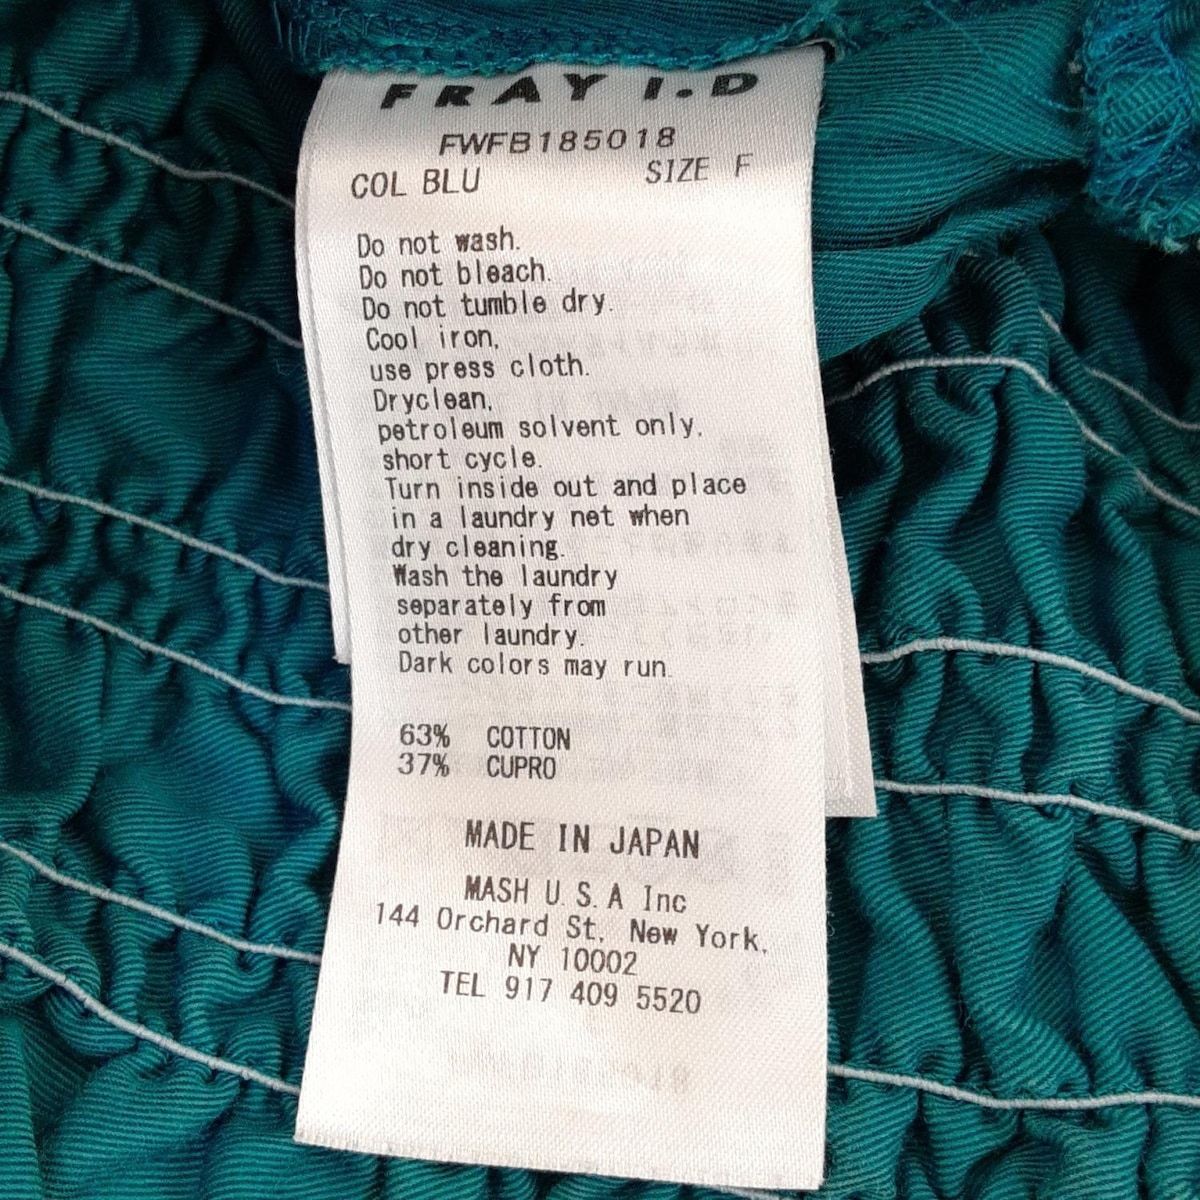 FRAY I.D
FWFB185018
COL BLU SIZE F
Do not wash.
Do not bleach.
Do not tumble dry.
Cool iron,
use press cloth.
Dryclean,
petroleum solvent only,
short cycle.
Turn inside out and place
in a laundry net when
dry cleaning.
Wash the laundry
separately from
other laundry.
Dark colors may run.
63% COTTON
37% CUPRO
MADE IN JAPAN
MASH U.S.A Inc
144 Orchard St, New York,
NY 10002
TEL 917 409 5520